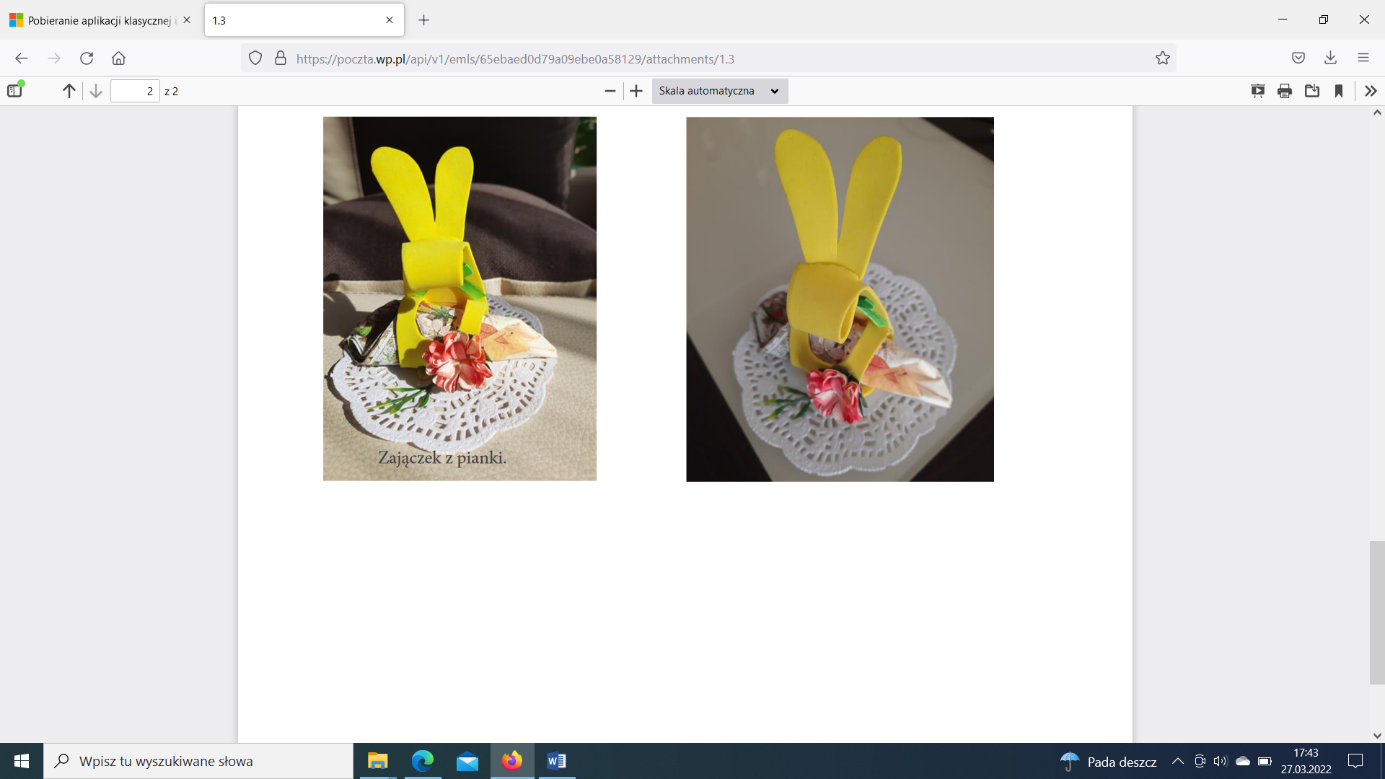 Pobieranie aplikacji klasycznej i
1.3
https://poczta.wp.pl/api/v1/emls/65ebaed0d79a09ebe0a58129/attachments/1.3
2 z 2
Skala automatyczna
Zajączek z pianki.
Wpisz tu wyszukiwane słowa
Pada deszcz
17:43
27.03.2022